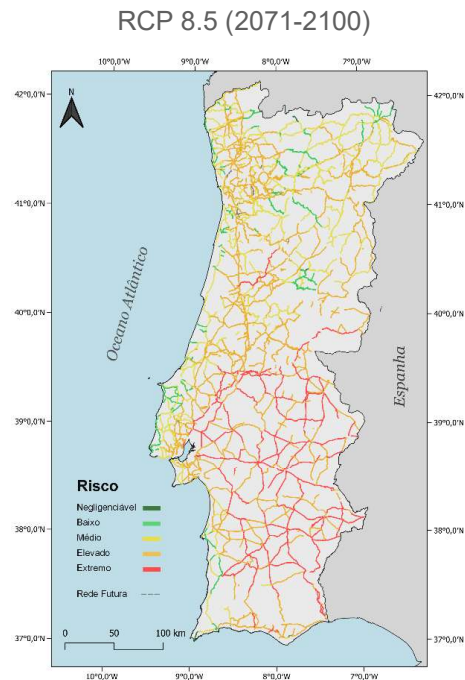 RCP 8.5 (2071-2100)
10°0,0'O 9°0,0'O 8°0,0'O 7°0,0'O
42°0,0'N 42°0,0'N
N
41°0,0'N 41°0,0'N
Oceano Atlântico
40°0,0'N 40°0,0'N
Espanha
39°0,0'N 39°0,0'N
Risco
Negligenciável
Baixo
Médio
38°0,0'N 38°0,0'N
Elevado
Extremo
Rede Futura
0 50 100 km
37°0,0'N 37°0,0'N
10°0,0'O 9°0,0'O 8°0,0'O 7°0,0'O